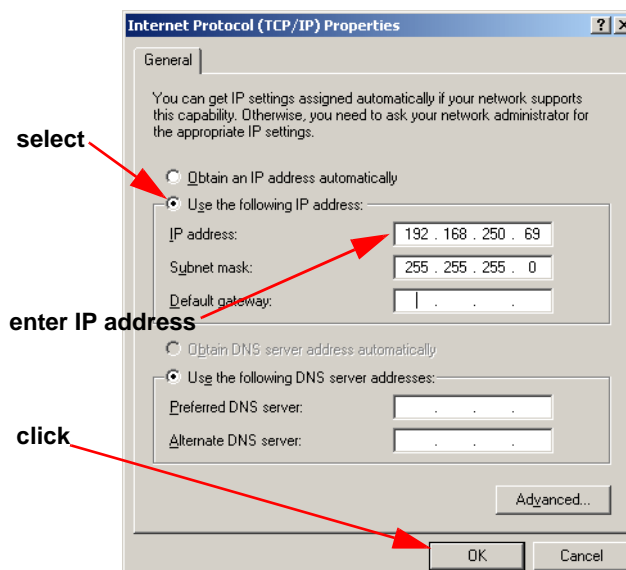 Internet Protocol (TCP/IP) Properties
General
You can get IP settings assigned automatically if your network supports
this capability. Otherwise, you need to ask your network administrator for
the appropriate IP settings.
select
Obtain an IP address automatically
Use the following IP address:
IP address: 192 . 168 . 250 . 69
Subnet mask: 255 . 255 . 255 . 0
Default gateway: . . .
enter IP address
Obtain DNS server address automatically
Use the following DNS server addresses:
Preferred DNS server: . . .
click
Alternate DNS server: . . .
Advanced...
OK Cancel